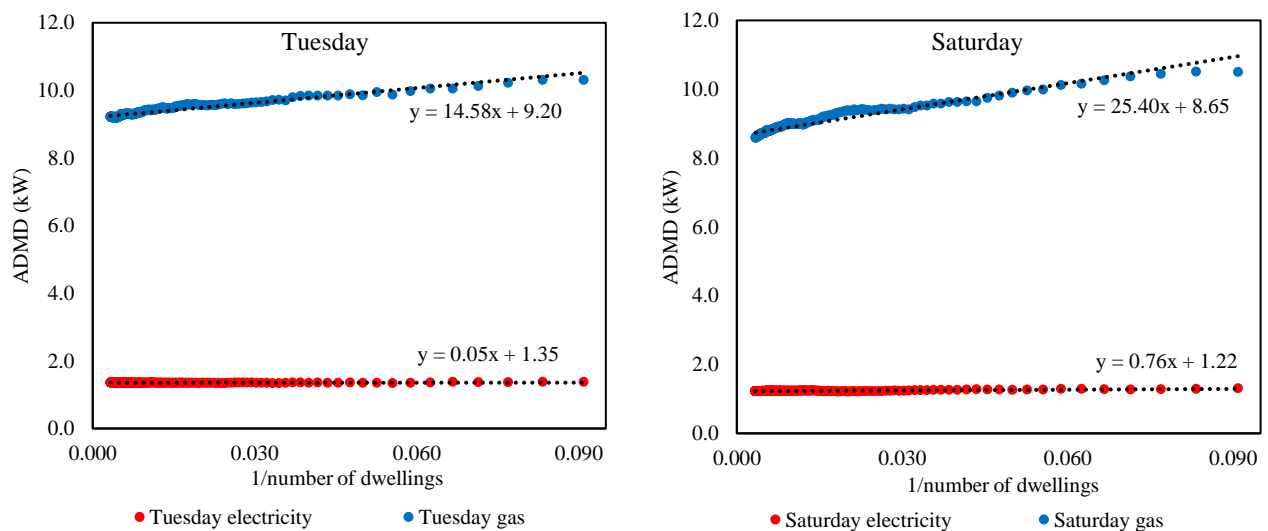 Tuesday
ADMD (kW)
12.0
10.0
8.0
6.0
4.0
2.0
0.0
y = 14.58x + 9.20
y = 0.05x + 1.35
0.000 0.030 0.060 0.090
1/number of dwellings
Tuesday electricity Tuesday gas
Saturday
ADMD (kW)
12.0
10.0
8.0
6.0
4.0
2.0
0.0
y = 25.40x + 8.65
y = 0.76x + 1.22
0.000 0.030 0.060 0.090
1/number of dwellings
Saturday electricity Saturday gas